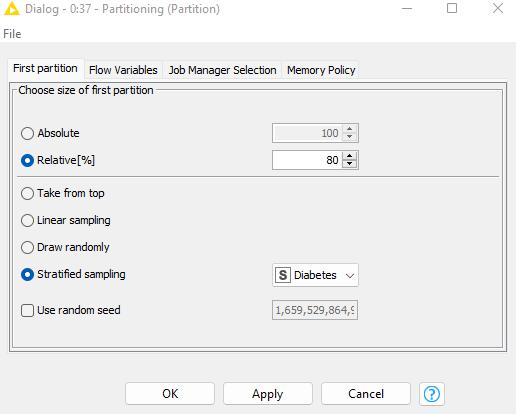 Dialog - 0:37 - Partitioning (Partition)
File
First partition Flow Variables Job Manager Selection Memory Policy
Choose size of first partition
Absolute 100
Relative[%] 80
Take from top
Linear sampling
Draw randomly
Stratified sampling S Diabetes
Use random seed 1,659,529,864,9
OK Apply Cancel ?